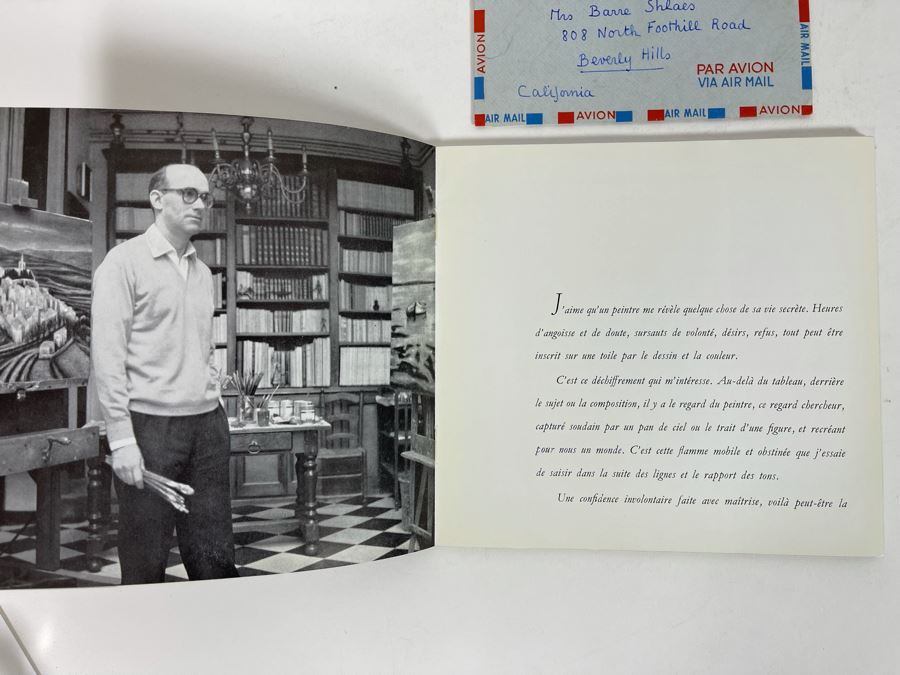 Mrs Barre Shlaes
808 North Foothill Road
Beverly Hills
California
AVION
PAR AVION
VIA AIR MAIL
AIR MAIL
AIR MAIL
AVION
AIR MAIL
AVION
J'aime qu'un peintre me révèle quelque chose de sa vie secrète. Heures
d'angoisse et de doute, sursauts de volonté, désirs, refus, tout peut être
inscrit sur une toile par le dessin et la couleur.
C'est ce déchiffrement qui m'intéresse. Au-delà du tableau, derrière
le sujet ou la composition, il y a le regard du peintre, ce regard chercheur,
capturé soudain par un pan de ciel ou le trait d'une figure, et recréant
pour nous un monde. C'est cette flamme mobile et obstinée que j'essaie
de saisir dans la suite des lignes et le rapport des tons.
Une confidence involontaire faite avec maîtrise, voilà peut-être la